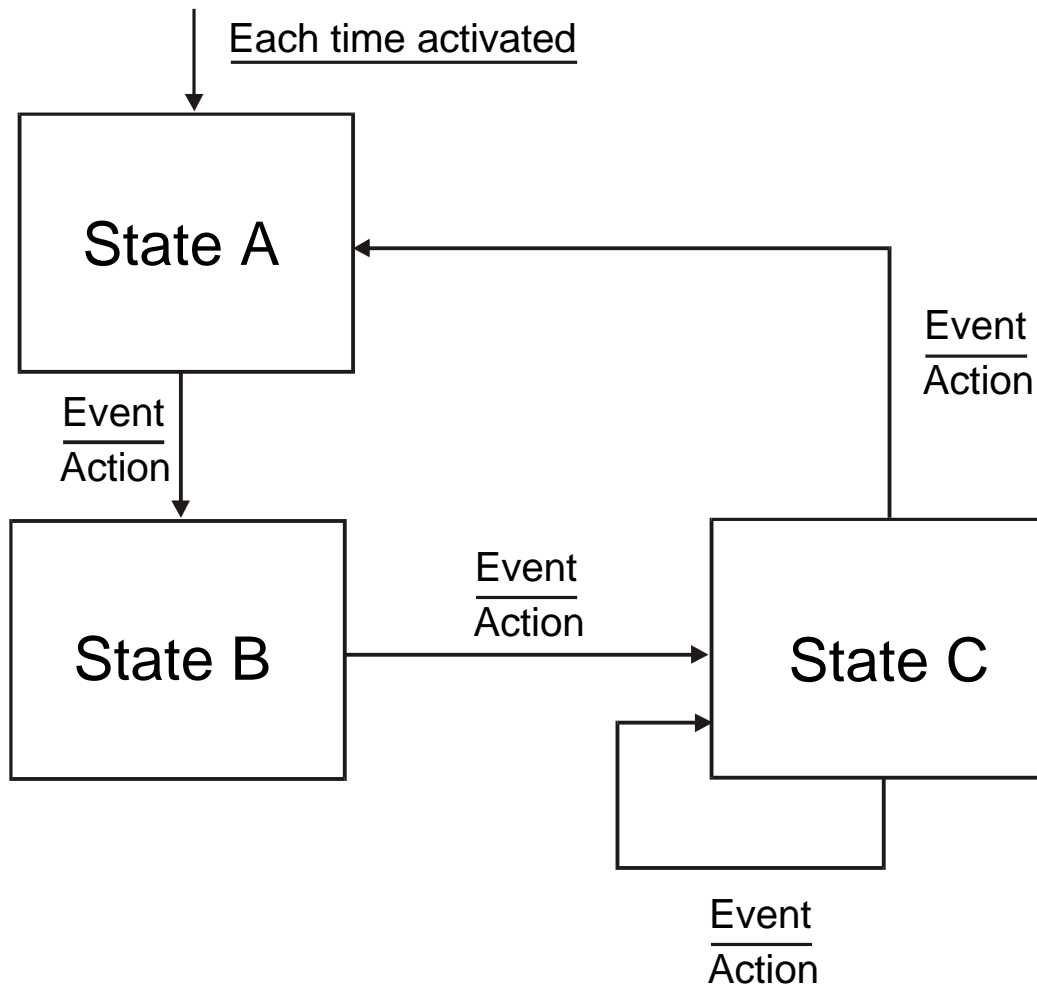 Each time activated
State A
Event
Action
Event
Action
State B
Event
Action
State C
Event
Action